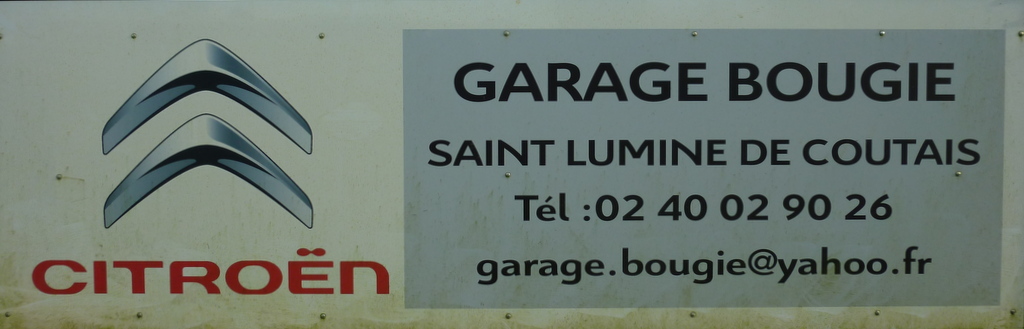 CITROËN
GARAGE BOUGIE
SAINT LUMINE DE COUTAIS
Tél :02 40 02 90 26
garage.bougie@yahoo.fr